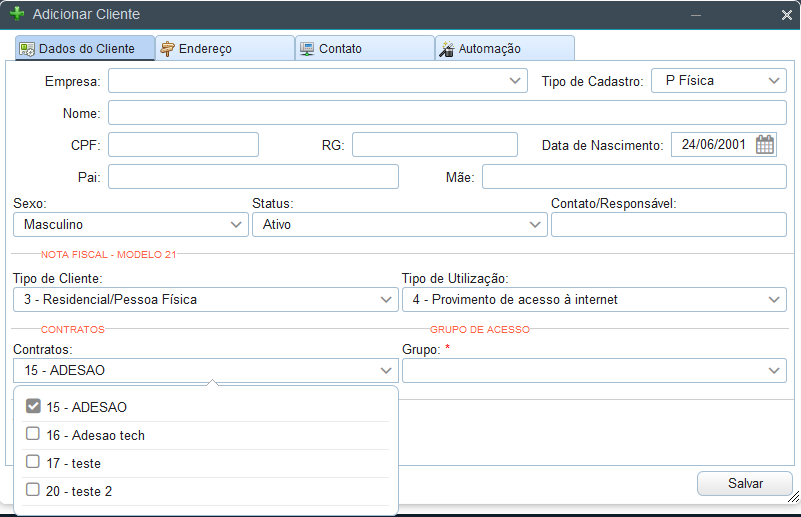 Adicionar Cliente
Dados do Cliente Endereço Contato Automação
Empresa: Tipo de Cadastro: P Física
Nome:
CPF: RG: Data de Nascimento: 24/06/2001
Pai: Mãe:
Sexo: Status: Contato/Responsável:
Masculino Ativo
NOTA FISCAL - MODELO 21
Tipo de Cliente: Tipo de Utilização:
3 - Residencial/Pessoa Física 4 - Provimento de acesso à internet
CONTRATOS GRUPO DE ACESSO
Contratos: Grupo: *
15 - ADESAO
15 - ADESAO
16 - Adesao tech
17 - teste
20 - teste 2
Salvar